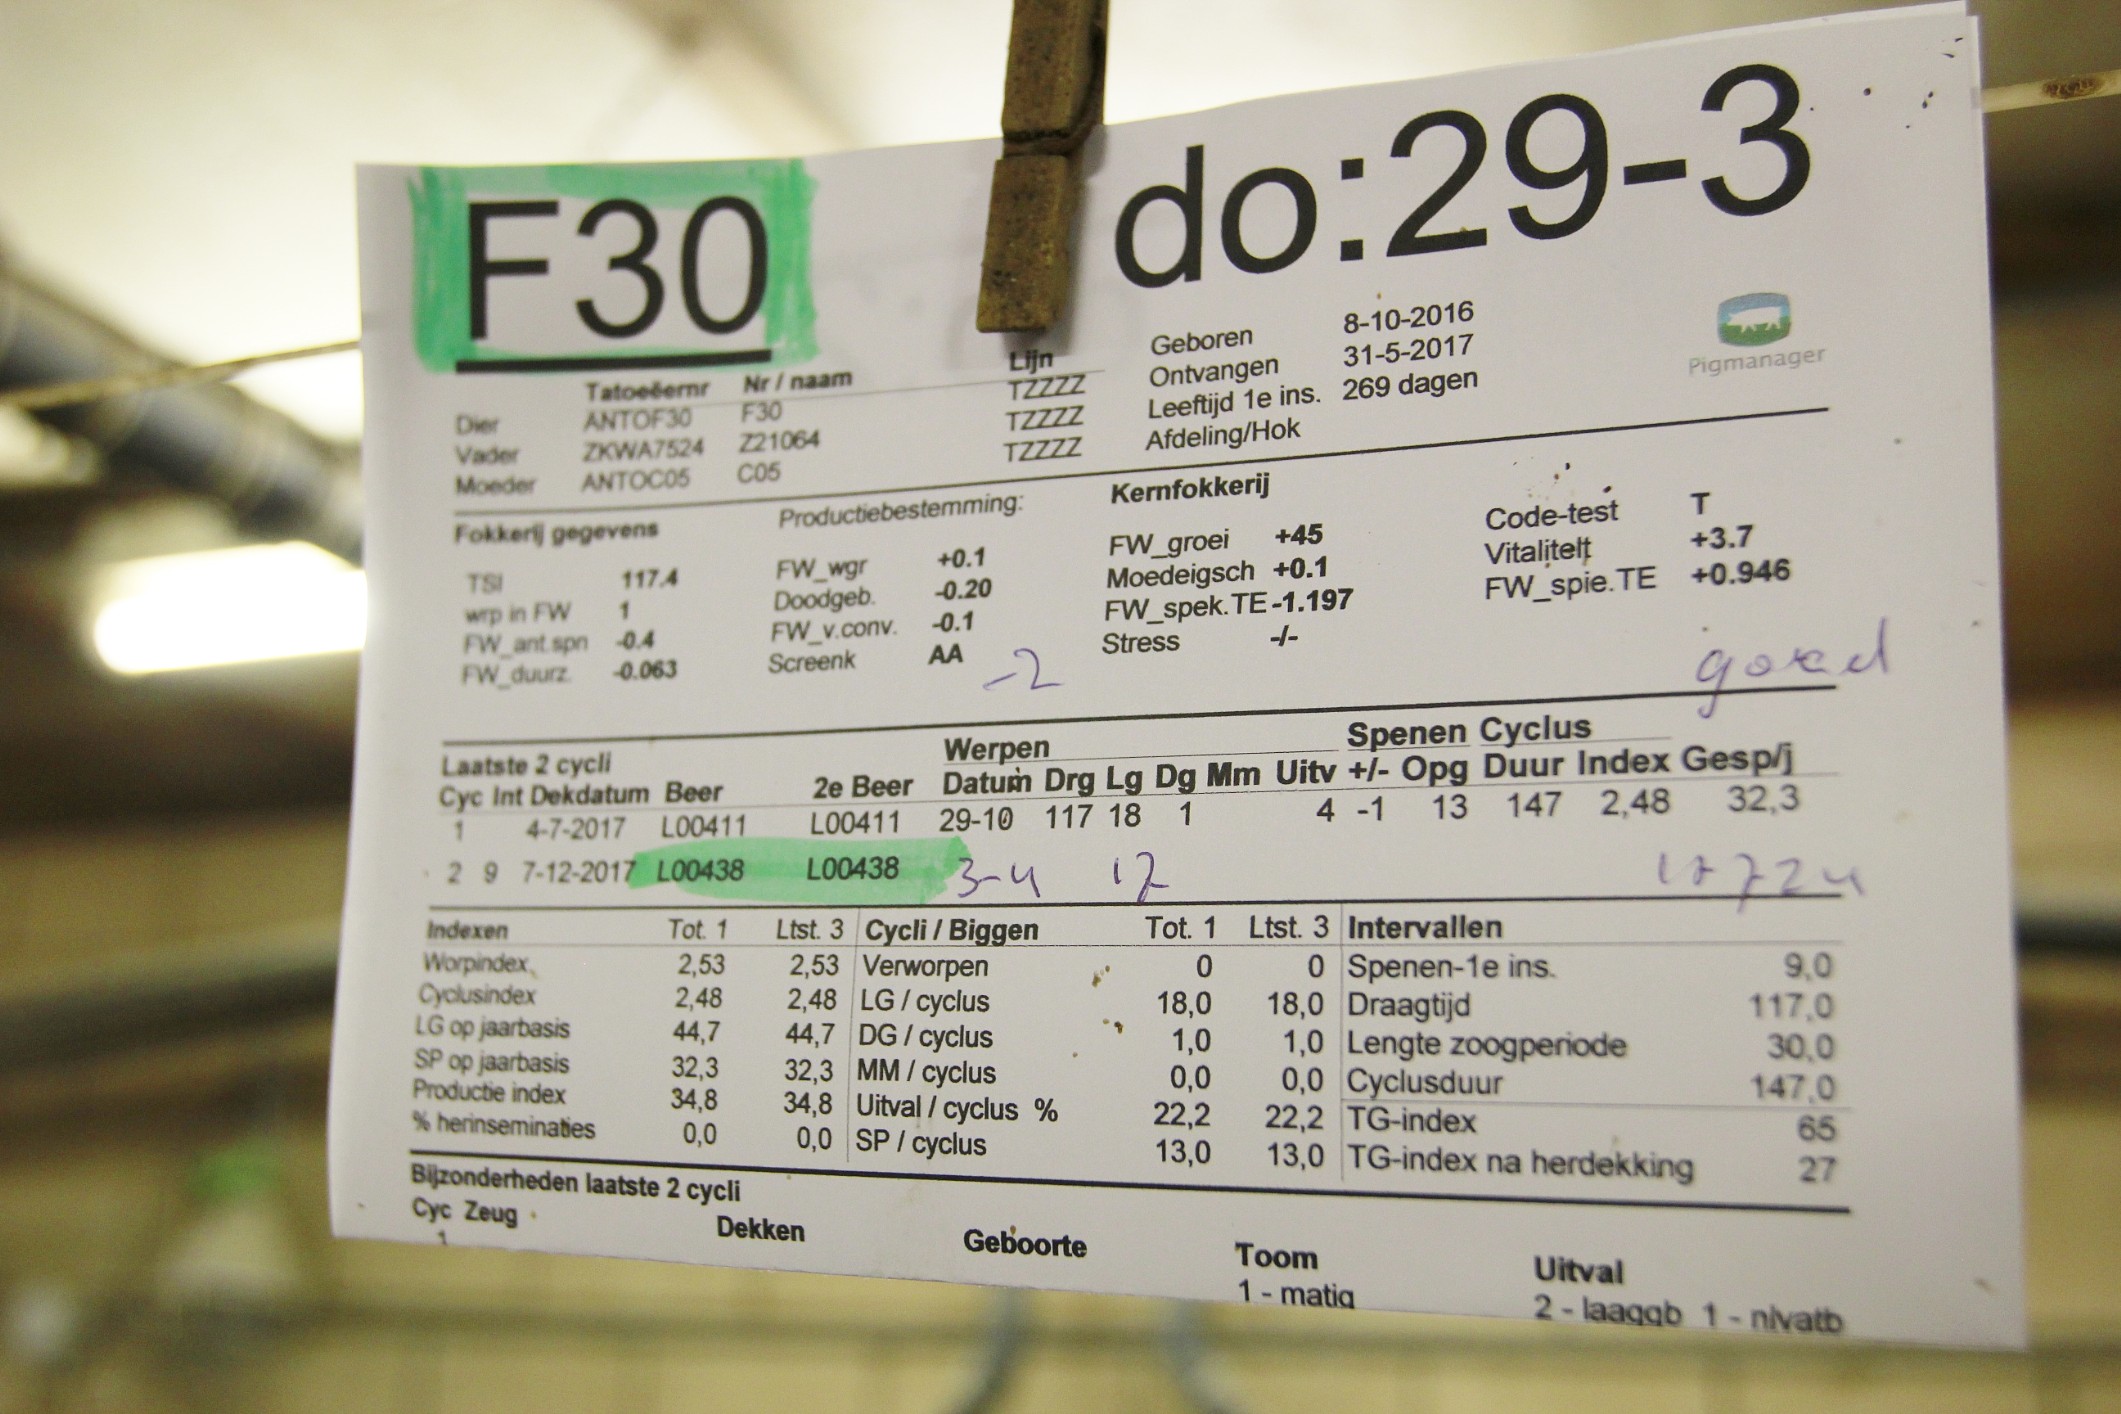 F30 do:29-3
Tatoeëernr Nr / naam Lijn
Dier ANTOF30 F30 TZZZZ
Vader ZKWA7524 Z21064 TZZZZ
Moeder ANTOC05 C05 TZZZZ
Geboren 8-10-2016
Ontvangen 31-5-2017
Leeftijd 1e ins. 269 dagen
Afdeling/Hok
Pigmanager
Fokkerij gegevens Productiebestemming: Kernfokkerij
TSI 117.4 FW_wgr +0.1 FW_groei +45 Code-test T
wrp in FW 1 Doodgeb. -0.20 Moedeigsch +0.1 Vitaliteit +3.7
FW_ant.spn -0.4 FW_v.conv. -0.1 FW_spek.TE -1.197 FW_spie.TE +0.946
FW_duurz. -0.063 Screenk AA Stress -/-
-2 goed
Laatste 2 cycli Werpen Spenen Cyclus
Cyc Int Dekdatum Beer 2e Beer Datum Drg Lg Dg Mm Uitv +/- Opg Duur Index Gesp/j
1 4-7-2017 L00411 L00411 29-10 117 18 1 4 -1 13 147 2,48 32,3
2 9 7-12-2017 L00438 L00438 3-4 17
Indexen Tot. 1 Ltst. 3 Cycli / Biggen Tot. 1 Ltst. 3 Intervallen
Worpindex 2,53 2,53 Verworpen 0 0 Spenen-1e ins. 9,0
Cyclusindex 2,48 2,48 LG / cyclus 18,0 18,0 Draagtijd 117,0
LG op jaarbasis 44,7 44,7 DG / cyclus 1,0 1,0 Lengte zoogperiode 30,0
SP op jaarbasis 32,3 32,3 MM / cyclus 0,0 0,0 Cyclusduur 147,0
Productie index 34,8 34,8 Uitval / cyclus % 22,2 22,2 TG-index 65
% herinseminaties 0,0 0,0 SP / cyclus 13,0 13,0 TG-index na herdekking 27
Bijzonderheden laatste 2 cycli
Cyc Zeug Dekken Geboorte Toom Uitval
1 1 - matig 2 - laaggb 1 - nivatb